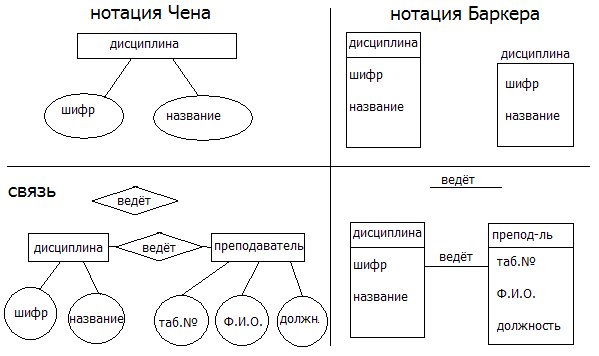 нотация Чена
дисциплина
шифр
название
нотация Баркера
дисциплина
шифр
название
дисциплина
шифр
название
связь
ведёт
дисциплина
ведёт
преподаватель
шифр
название
таб.№
Ф.И.О.
должн.
ведёт
дисциплина
шифр
название
ведёт
препод-ль
таб.№
Ф.И.О.
должность